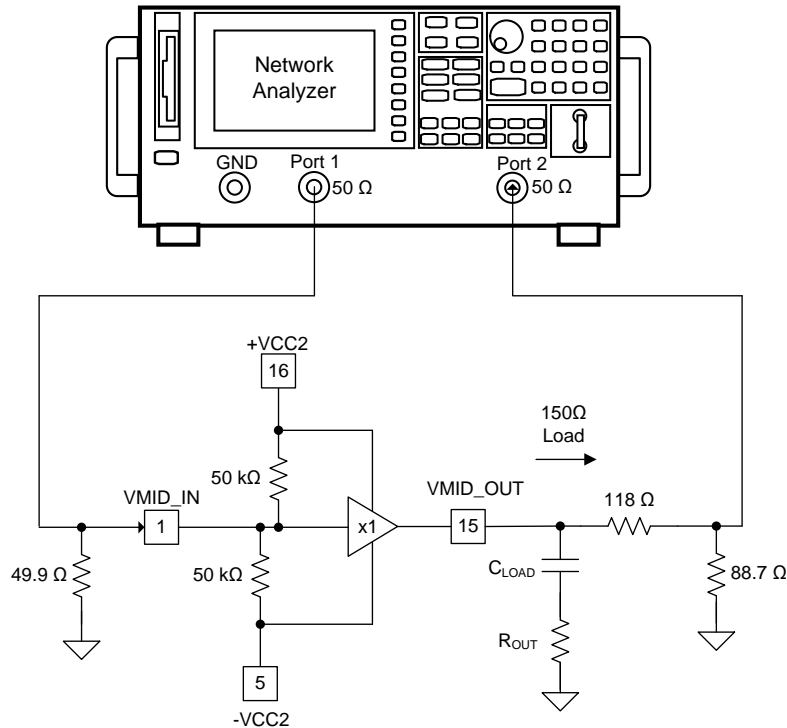 Network
Analyzer
GND
Port 1
50 Ω
Port 2
50 Ω
+VCC2
16
150Ω
Load
50 kΩ
VMID_IN
1
x1
VMID_OUT
15
118 Ω
49.9 Ω
50 kΩ
CLOAD
88.7 Ω
ROUT
5
-VCC2